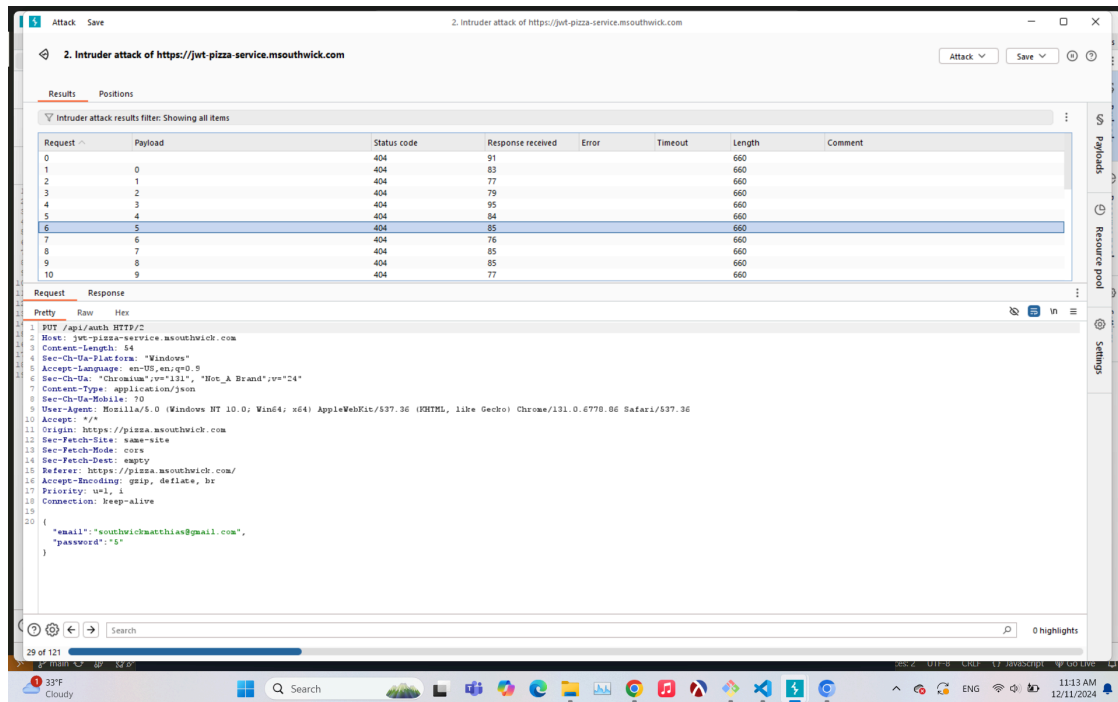 Attack Save 2. Intruder attack of https://jwt-pizza-service.msouthwick.com
2. Intruder attack of https://jwt-pizza-service.msouthwick.com Attack Save
Results Positions
Intruder attack results filter: Showing all items
Request Payload Status code Response received Error Timeout Length Comment
0 404 91 660
1 0 404 83 660
2 1 404 77 660
3 2 404 79 660
4 3 404 95 660
5 4 404 84 660
6 5 404 85 660
7 6 404 76 660
8 7 404 85 660
9 8 404 85 660
10 9 404 77 660
Payloads
Resource pool
Settings
Request Response
Pretty Raw Hex \n
1 PUT /api/auth HTTP/2
2 Host: jwt-pizza-service.msouthwick.com
3 Content-Length: 54
4 Sec-Ch-Ua-Platform: "Windows"
5 Accept-Language: en-US,en;q=0.9
6 Sec-Ch-Ua: "Chromium";v="131", "Not_A Brand";v="24"
7 Content-Type: application/json
8 Sec-Ch-Ua-Mobile: ?0
9 User-Agent: Mozilla/5.0 (Windows NT 10.0; Win64; x64) AppleWebKit/537.36 (KHTML, like Gecko) Chrome/131.0.6778.86 Safari/537.36
10 Accept: */*
11 Origin: https://pizza.msouthwick.com
12 Sec-Fetch-Site: same-site
13 Sec-Fetch-Mode: cors
14 Sec-Fetch-Dest: empty
15 Referer: https://pizza.msouthwick.com/
16 Accept-Encoding: gzip, deflate, br
17 Priority: u=1, i
18 Connection: keep-alive
19
20 {
"email":"southwickmatthias@gmail.com",
"password":"5"
}
Search 0 highlights
29 of 121
main UTF-8 CRLF {} JavaScript Go Live
1 33°F
Cloudy
Search
ENG
11:13 AM
12/11/2024